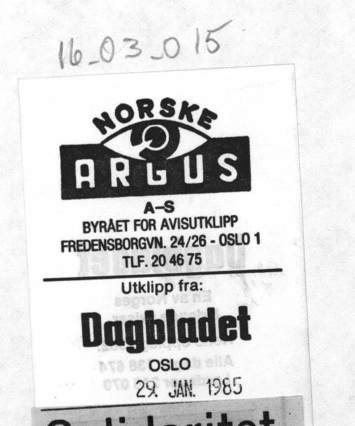 16_03_015
NORSKE
ARGUS
A–S
BYRÅET FOR AVISUTKLIPP
FREDENSBORGVN. 24/26 - OSLO 1
TLF. 20 46 75
Utklipp fra:
Dagbladet
OSLO
29. JAN. 1985
Solidaritet